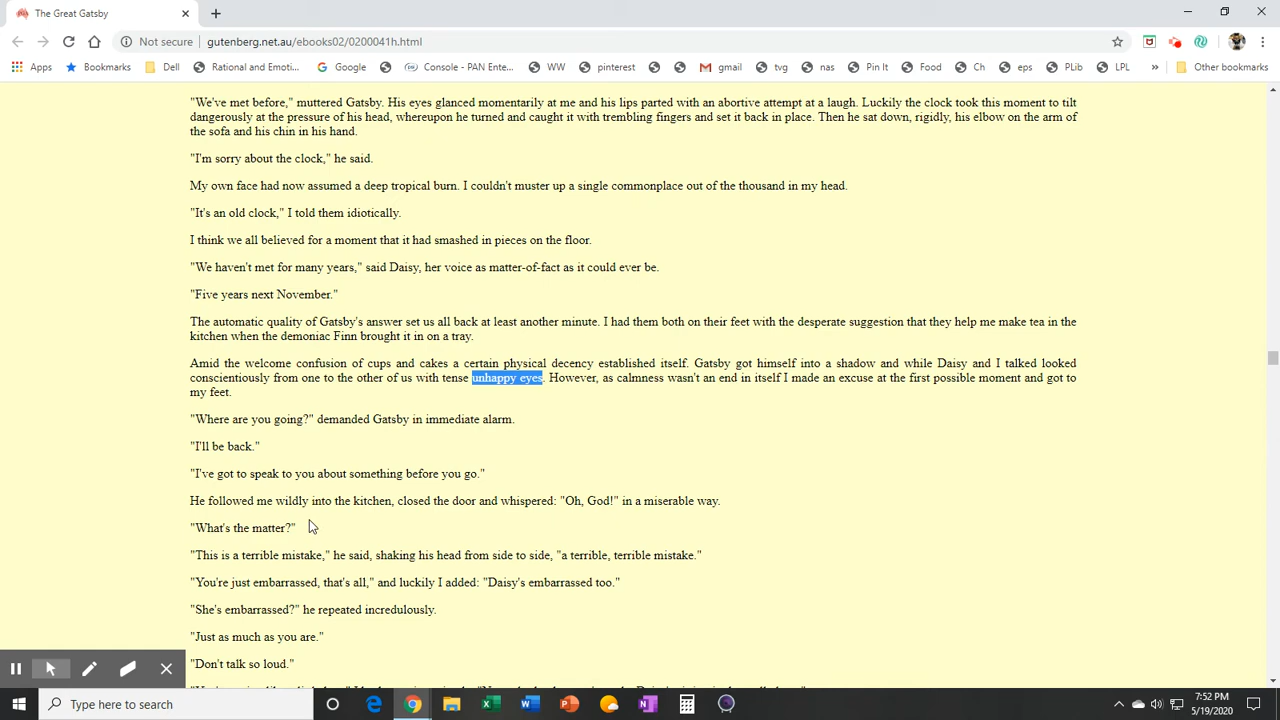 The Great Gatsby
Not secure gutenberg.net.au/ebooks02/0200041h.html
Apps Bookmarks Dell Rational and Emoti... Google Console - PAN Ente... WW pinterest gmail tvg nas Pin It Food Ch eps PLib LPL » Other bookmarks
"We've met before," muttered Gatsby. His eyes glanced momentarily at me and his lips parted with an abortive attempt at a laugh. Luckily the clock took this moment to tilt
dangerously at the pressure of his head, whereupon he turned and caught it with trembling fingers and set it back in place. Then he sat down, rigidly, his elbow on the arm of
the sofa and his chin in his hand.
"I'm sorry about the clock," he said.
My own face had now assumed a deep tropical burn. I couldn't muster up a single commonplace out of the thousand in my head.
"It's an old clock," I told them idiotically.
I think we all believed for a moment that it had smashed in pieces on the floor.
"We haven't met for many years," said Daisy, her voice as matter-of-fact as it could ever be.
"Five years next November."
The automatic quality of Gatsby's answer set us all back at least another minute. I had them both on their feet with the desperate suggestion that they help me make tea in the
kitchen when the demoniac Finn brought it in on a tray.
Amid the welcome confusion of cups and cakes a certain physical decency established itself. Gatsby got himself into a shadow and while Daisy and I talked looked
conscientiously from one to the other of us with tense unhappy eyes. However, as calmness wasn't an end in itself I made an excuse at the first possible moment and got to
my feet.
"Where are you going?" demanded Gatsby in immediate alarm.
"I'll be back."
"I've got to speak to you about something before you go."
He followed me wildly into the kitchen, closed the door and whispered: "Oh, God!" in a miserable way.
"What's the matter?"
"This is a terrible mistake," he said, shaking his head from side to side, "a terrible, terrible mistake."
"You're just embarrassed, that's all," and luckily I added: "Daisy's embarrassed too."
"She's embarrassed?" he repeated incredulously.
"Just as much as you are."
"Don't talk so loud."
Type here to search
7:52 PM
5/19/2020